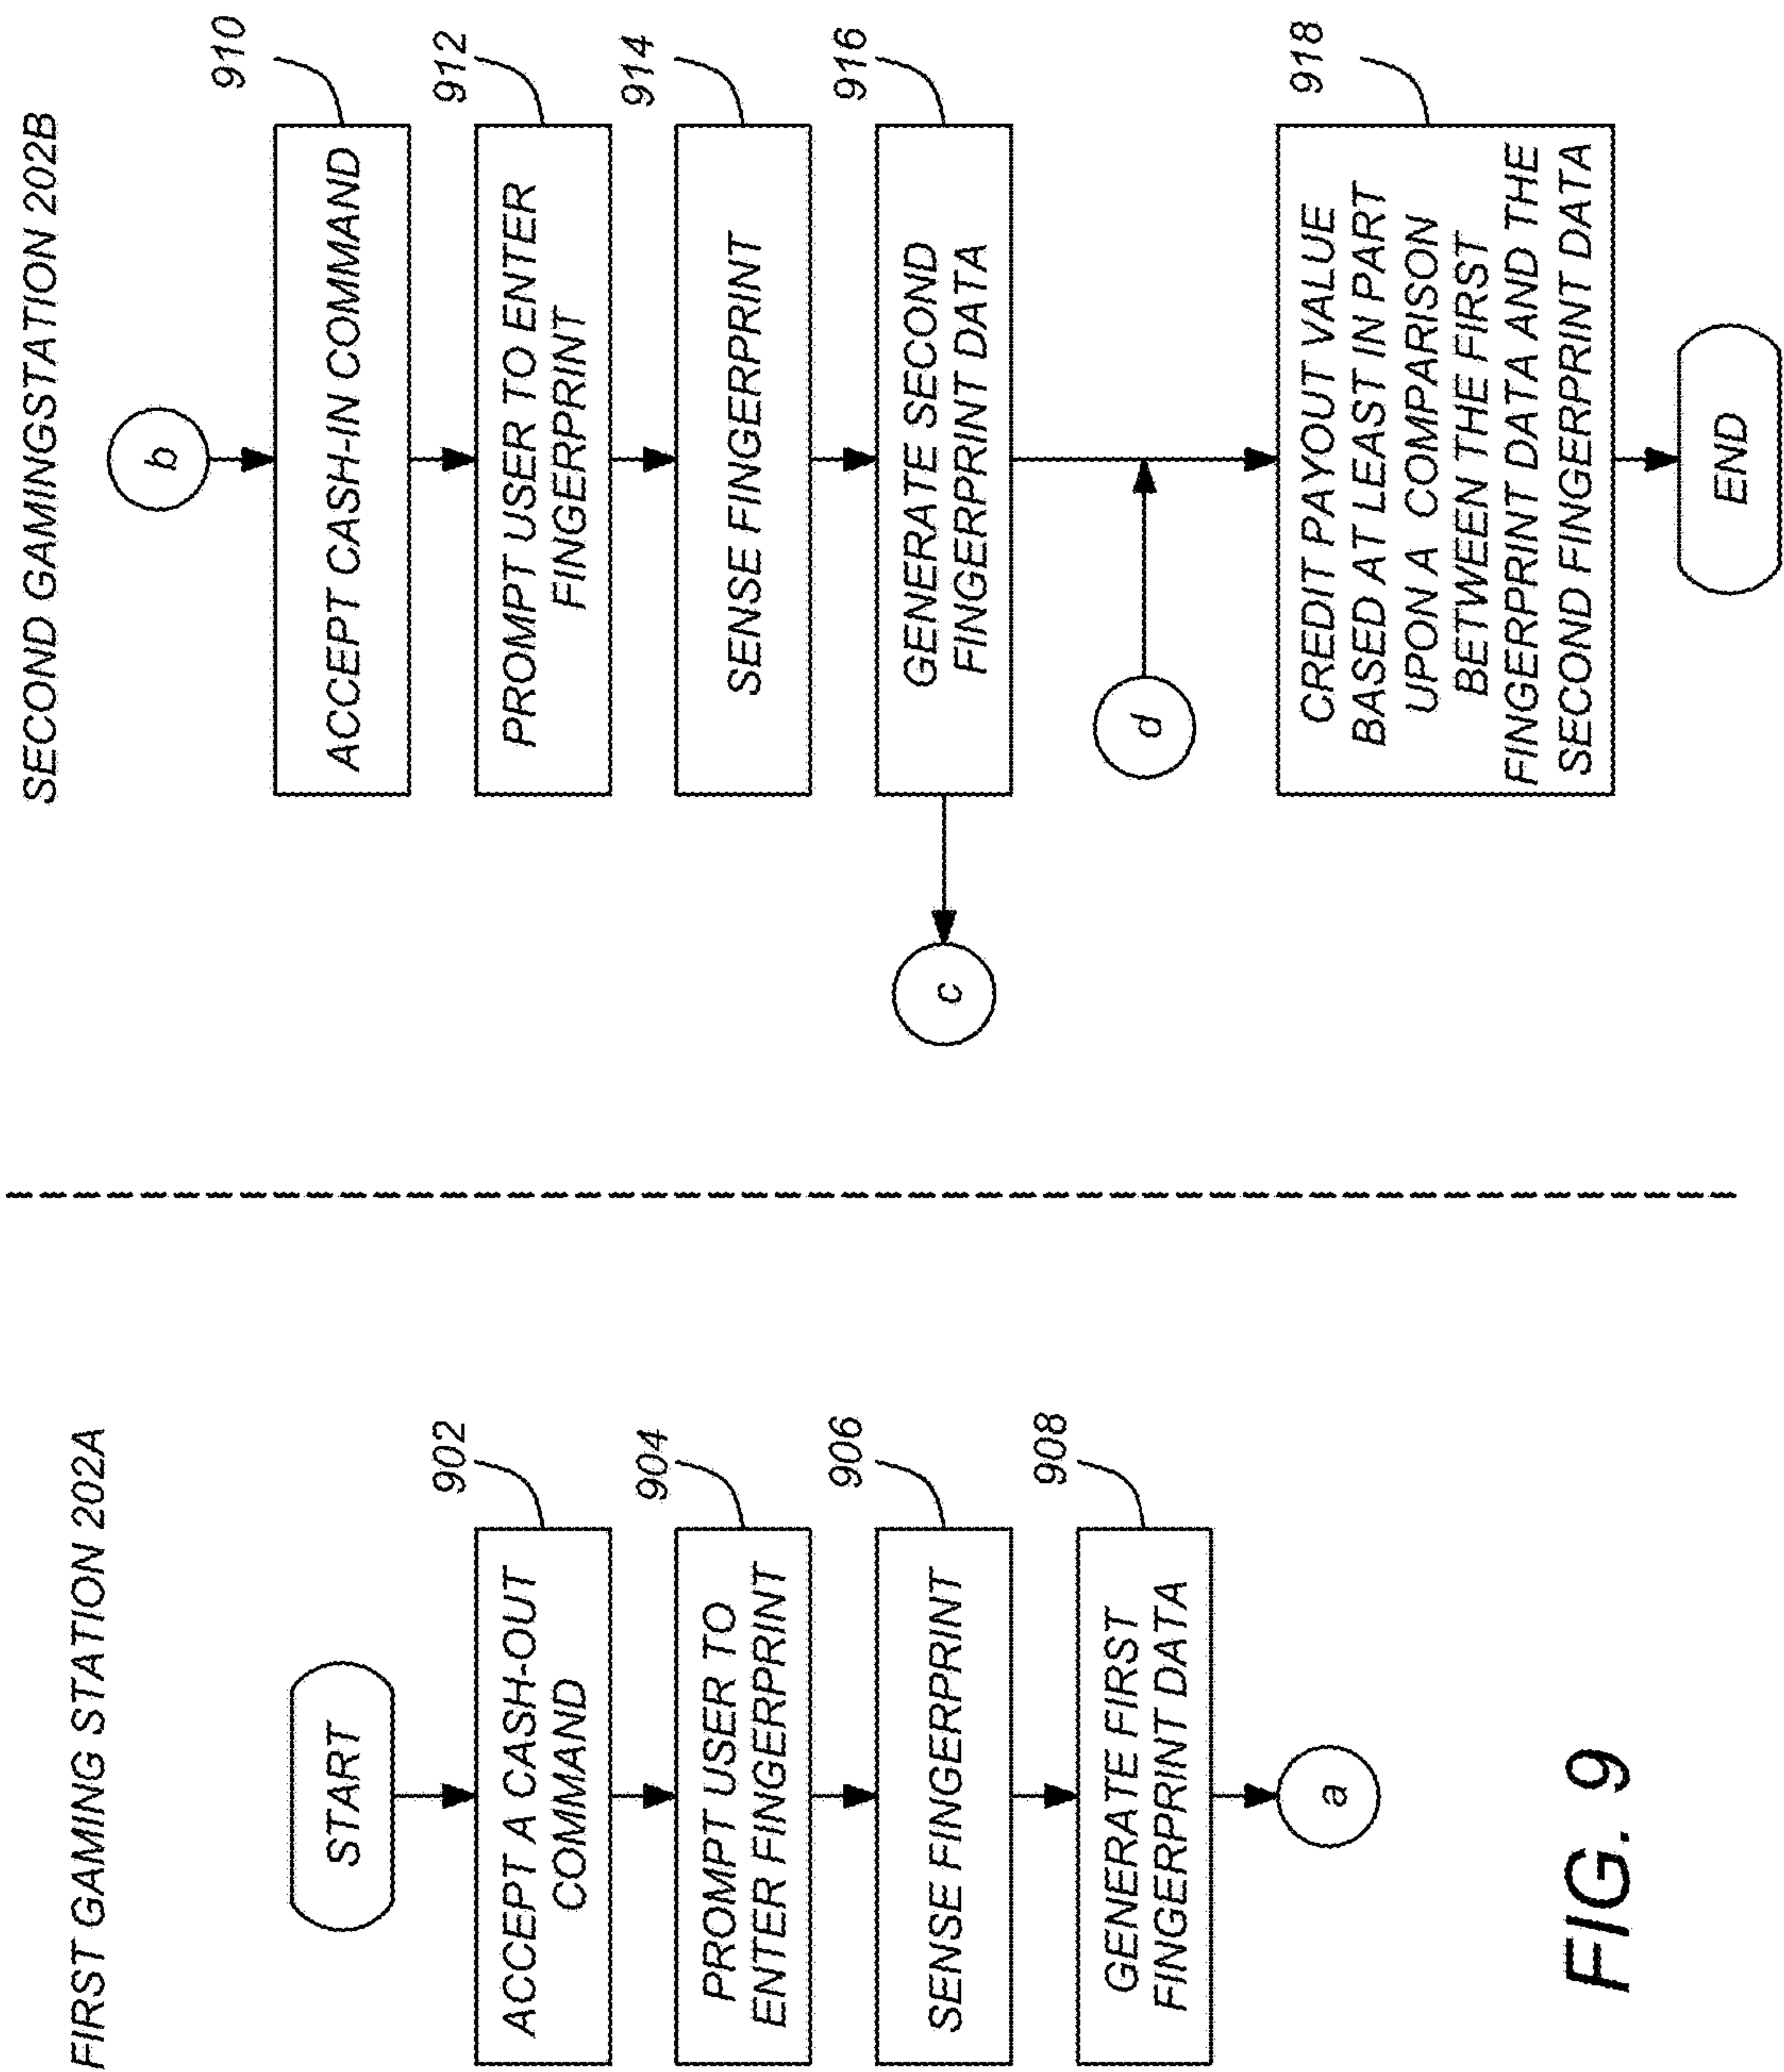 FIRST GAMING STATION 202A
START
902
ACCEPT A CASH-OUT
COMMAND
904
PROMPT USER TO
ENTER FINGERPRINT
906
SENSE FINGERPRINT
908
GENERATE FIRST
FINGERPRINT DATA
a
SECOND GAMINGSTATION 202B
b
910
ACCEPT CASH-IN COMMAND
912
PROMPT USER TO ENTER
FINGERPRINT
914
SENSE FINGERPRINT
916
GENERATE SECOND
FINGERPRINT DATA
c
d
918
CREDIT PAYOUT VALUE
BASED AT LEAST IN PART
UPON A COMPARISON
BETWEEN THE FIRST
FINGERPRINT DATA AND THE
SECOND FINGERPRINT DATA
END
FIG. 9